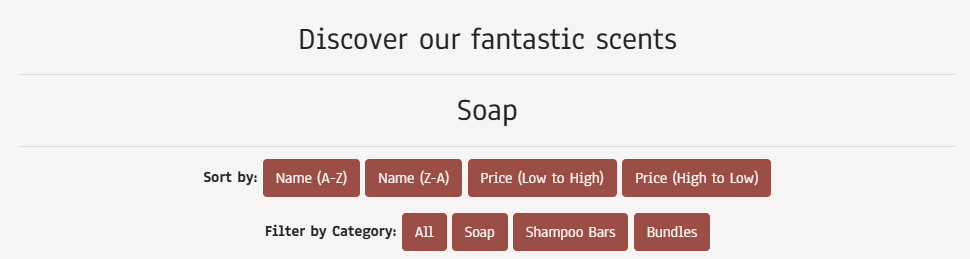 Discover our fantastic scents
Soap
Sort by: Name (A-Z) Name (Z-A) Price (Low to High) Price (High to Low)
Filter by Category: All Soap Shampoo Bars Bundles